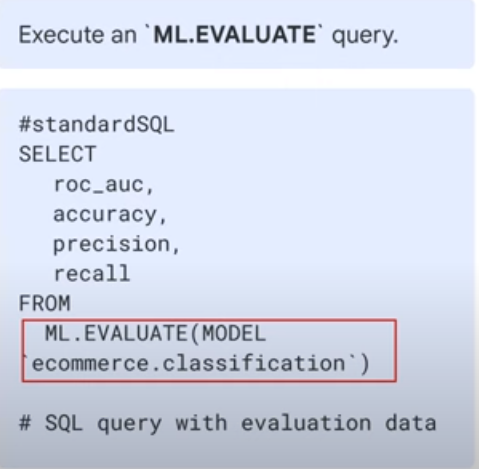 Execute an `ML.EVALUATE` query.
#standardSQL
SELECT
roc_auc,
accuracy,
precision,
recall
FROM
ML.EVALUATE(MODEL
`ecommerce.classification`)
# SQL query with evaluation data